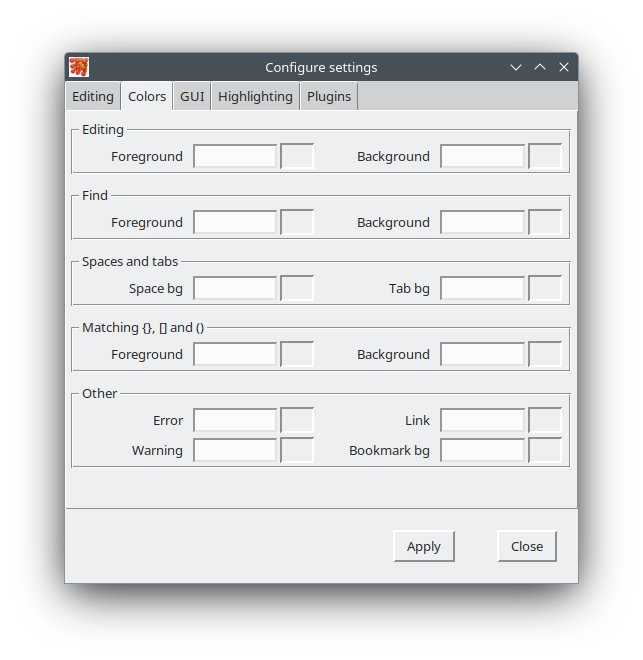 Configure settings
Editing Colors GUI Highlighting Plugins
Editing
Foreground Background
Find
Foreground Background
Spaces and tabs
Space bg Tab bg
Matching {}, [] and ()
Foreground Background
Other
Error Link
Warning Bookmark bg
Apply Close